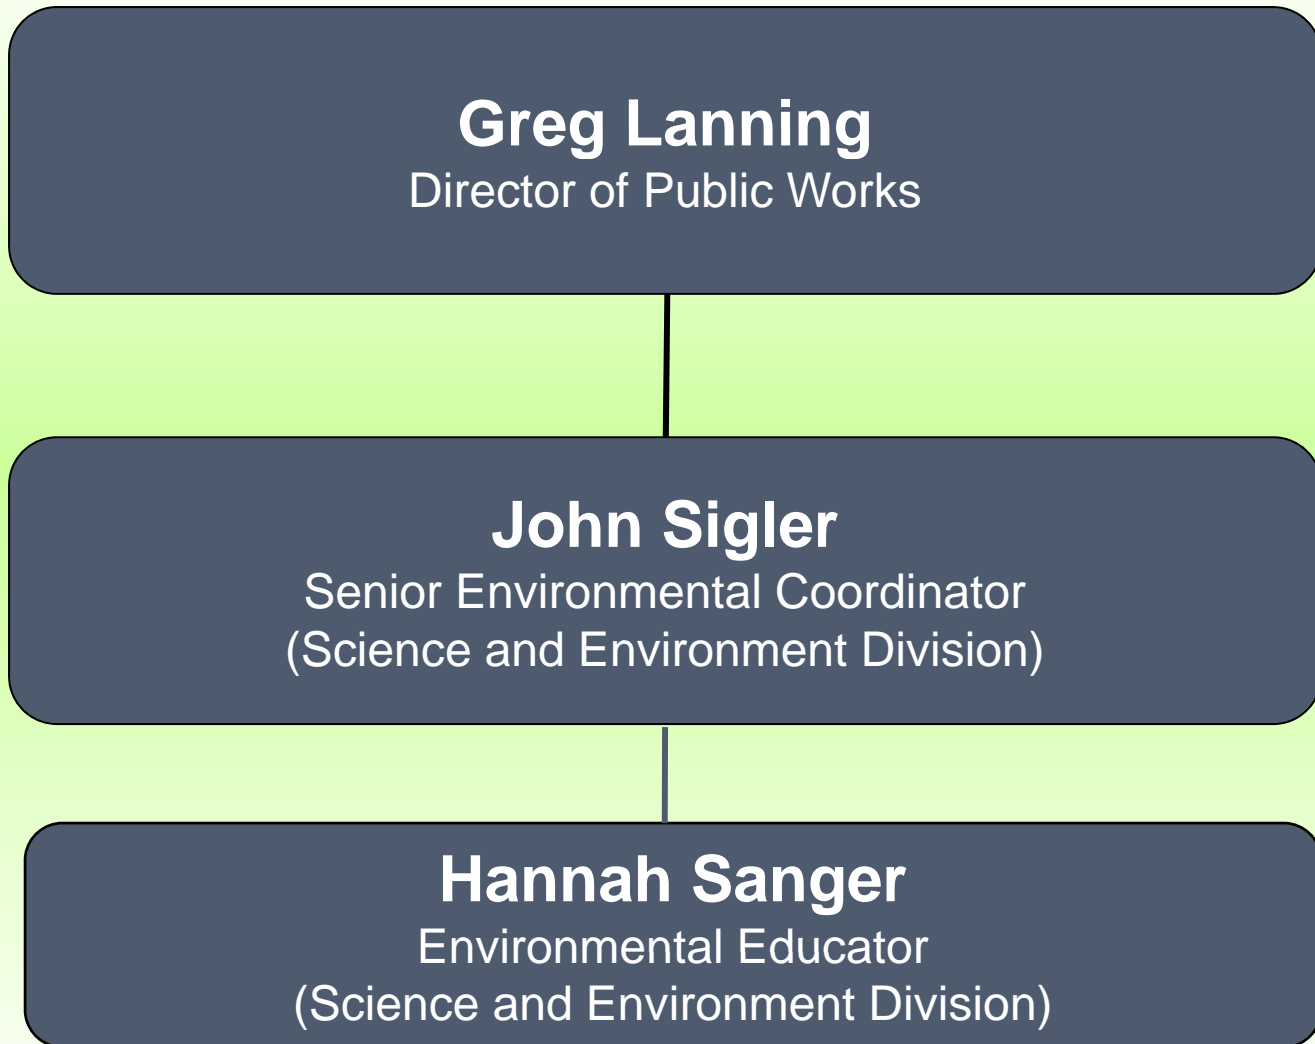 Greg Lanning
Director of Public Works
John Sigler
Senior Environmental Coordinator
(Science and Environment Division)
Hannah Sanger
Environmental Educator
(Science and Environment Division)